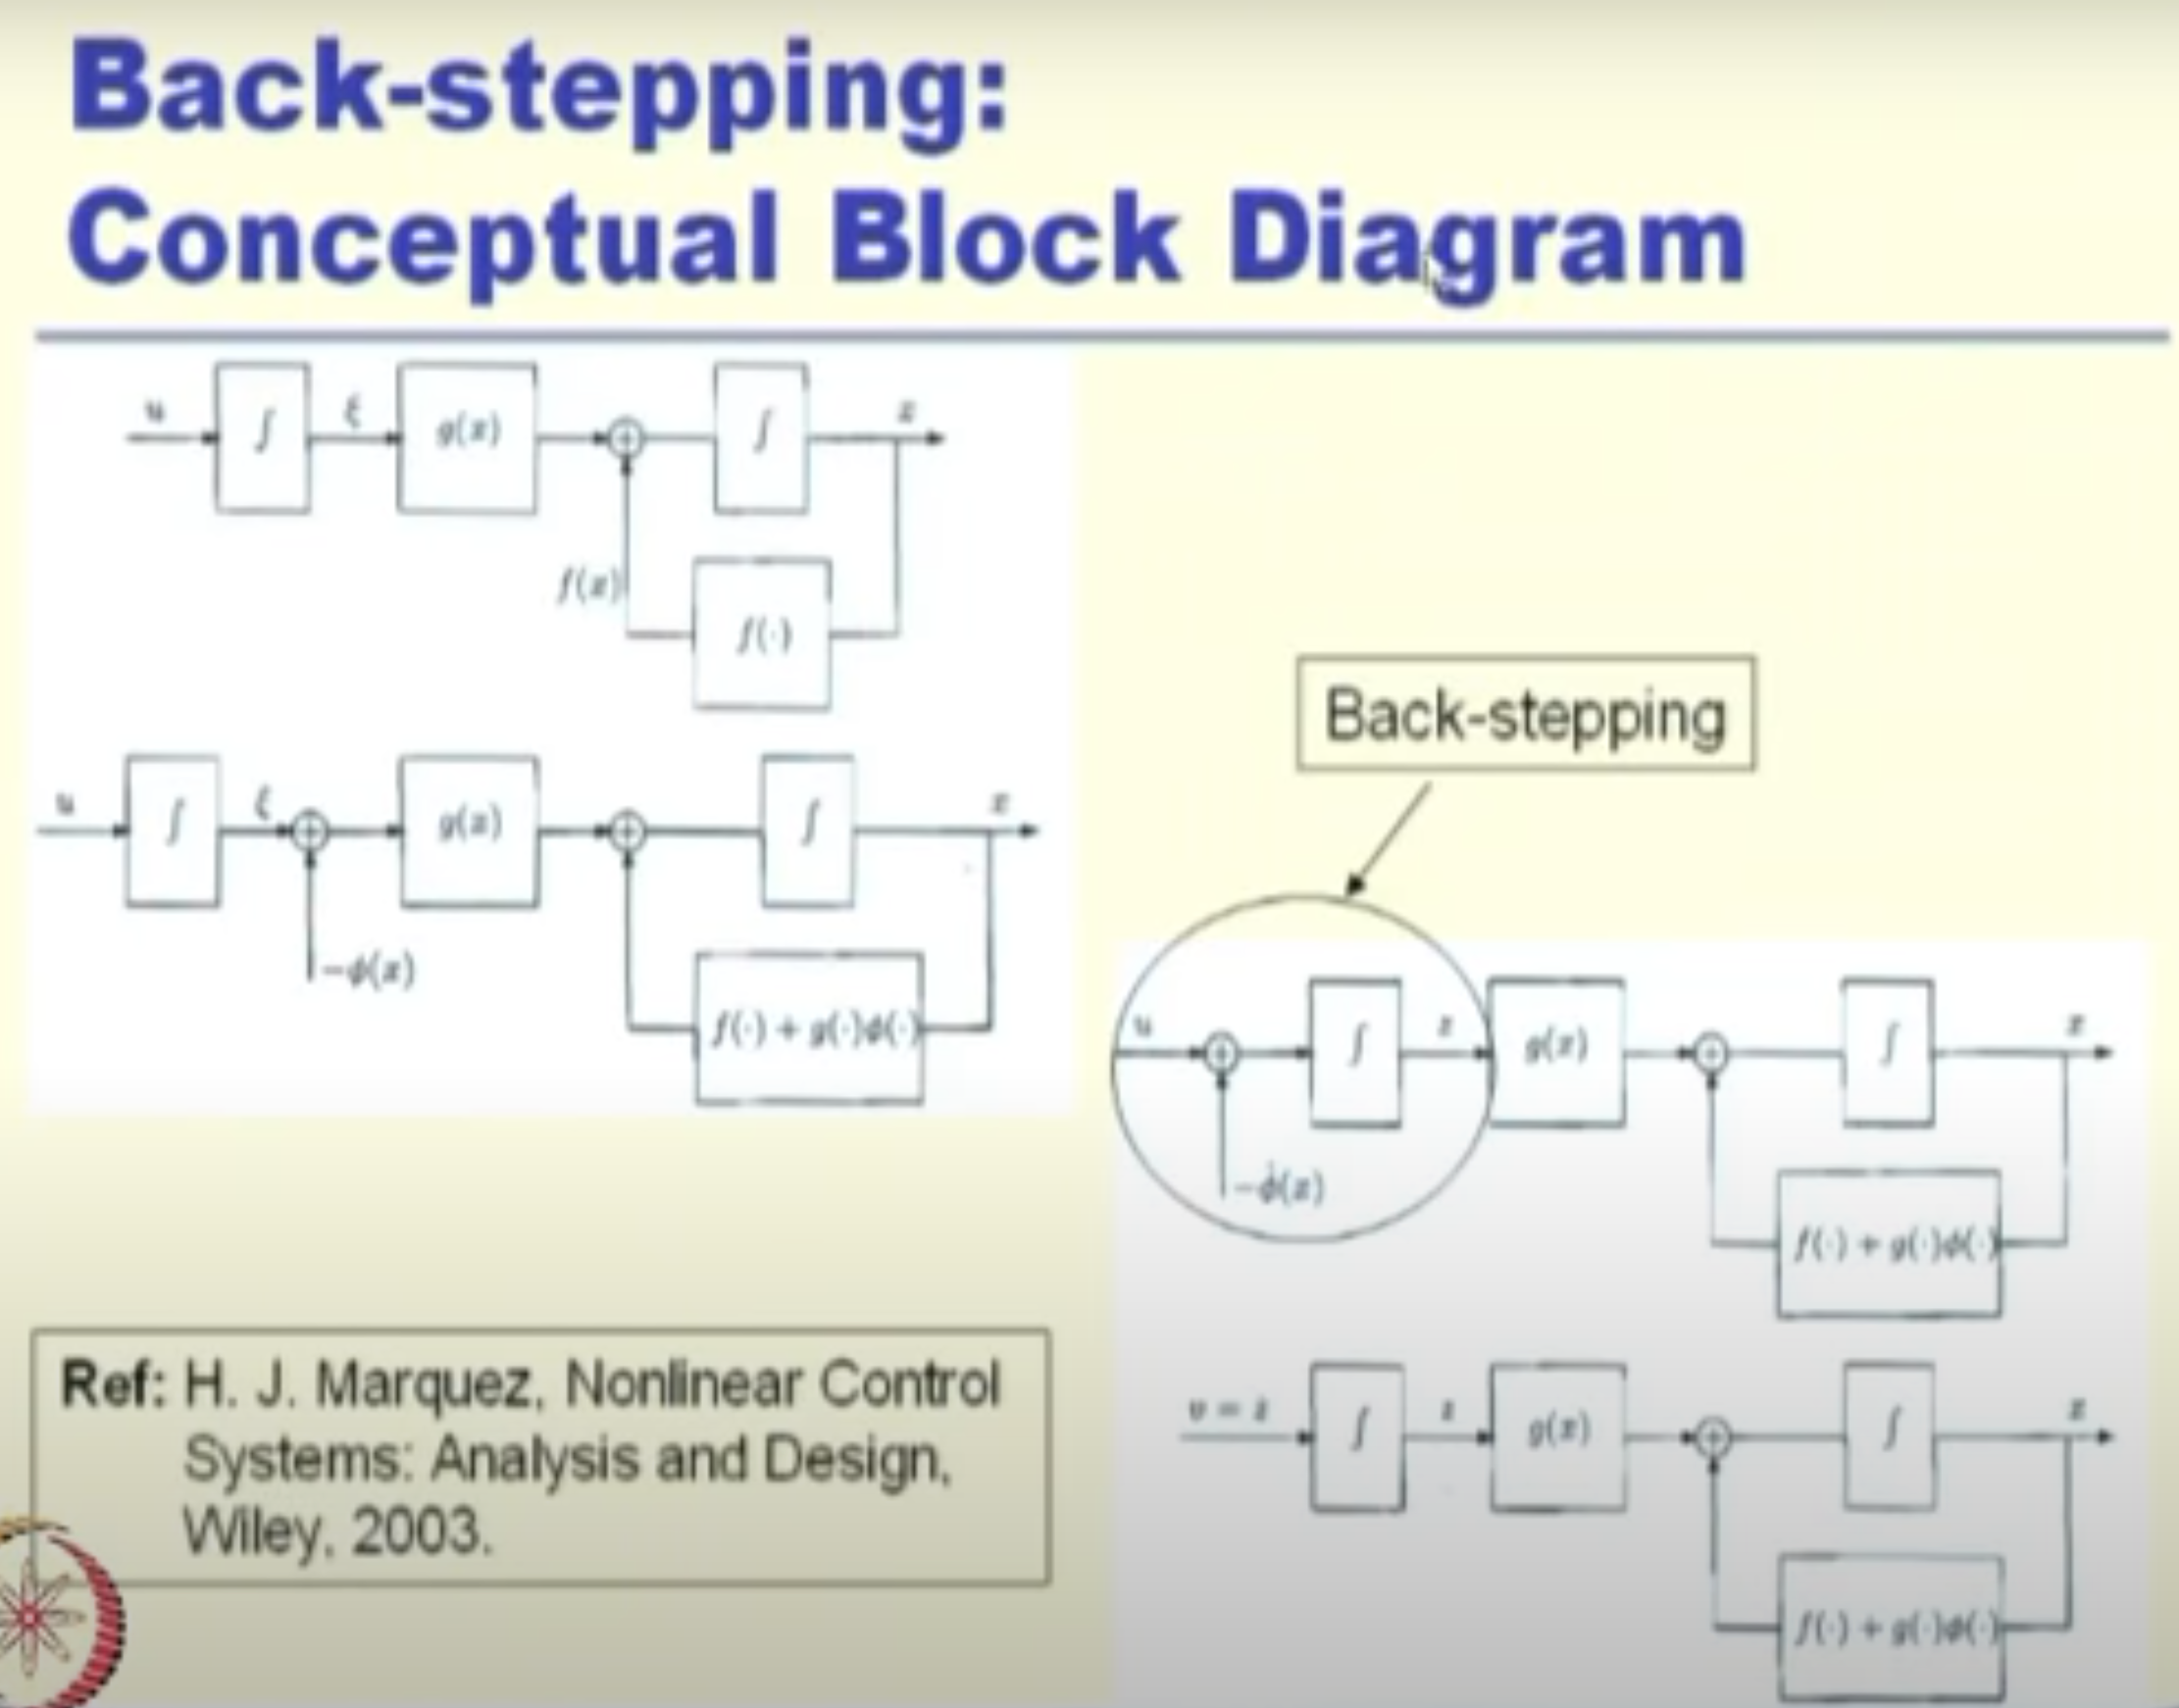 Back-stepping:
Conceptual Block Diagram
u
∫
ξ
g(x)
∫
x
f(x)
f(·)
u
∫
ξ
g(x)
∫
x
−ϕ(x)
f(·) + g(·)ϕ(·)
Back-stepping
u
∫
z
g(x)
∫
x
−ϕ̇(x)
f(·) + g(·)ϕ(·)
v = ż
∫
z
g(x)
∫
x
f(·) + g(·)ϕ(·)
Ref: H. J. Marquez, Nonlinear Control
Systems: Analysis and Design,
Wiley, 2003.